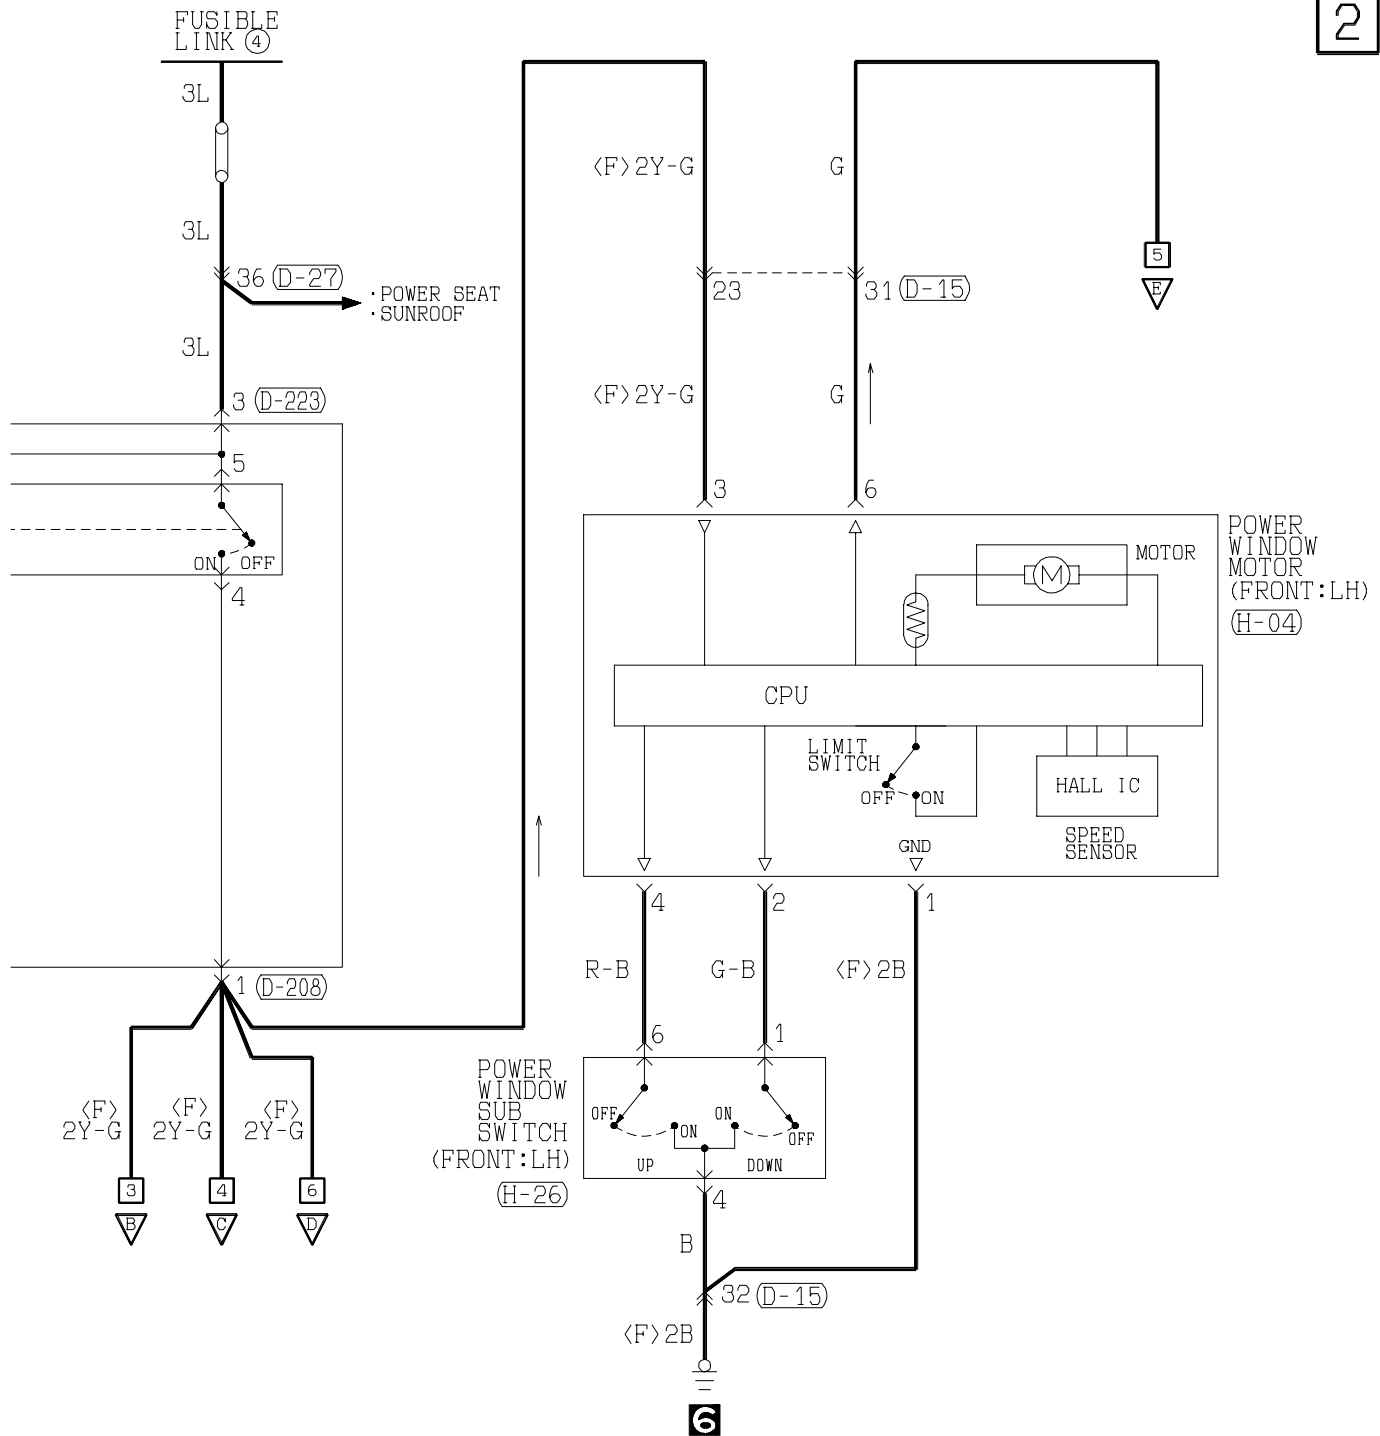 2
FUSIBLE
LINK ④
3L
〈F〉2Y-G
G
3L
5
E
36 (D-27)
·POWER SEAT
·SUNROOF
23
31 (D-15)
3L
〈F〉2Y-G
G
3 (D-223)
5
3
6
POWER
WINDOW
MOTOR
(FRONT:LH)
(H-04)
MOTOR
M
ON
OFF
4
CPU
LIMIT
SWITCH
OFF
ON
HALL IC
SPEED
SENSOR
GND
4
2
1
R-B
G-B
〈F〉2B
1 (D-208)
6
1
POWER
WINDOW
SUB
SWITCH
(FRONT:LH)
(H-26)
OFF
ON
ON
OFF
UP
DOWN
〈F〉
2Y-G
〈F〉
2Y-G
〈F〉
2Y-G
3
4
6
B
C
D
4
B
32 (D-15)
〈F〉2B
6